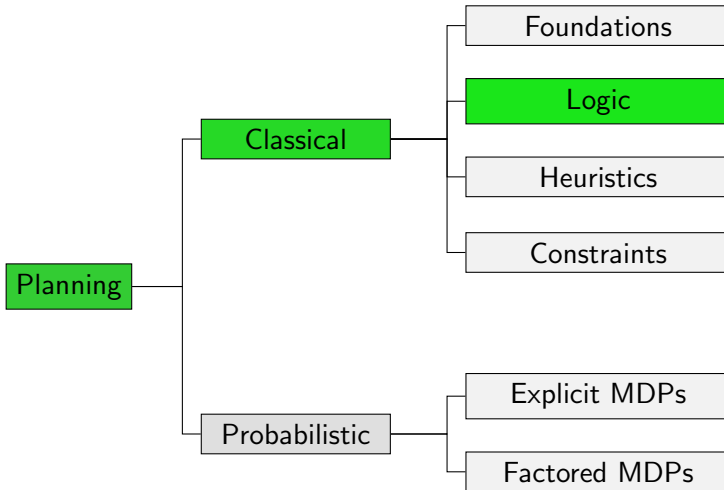 Foundations
Logic
Classical
Heuristics
Constraints
Planning
Explicit MDPs
Probabilistic
Factored MDPs